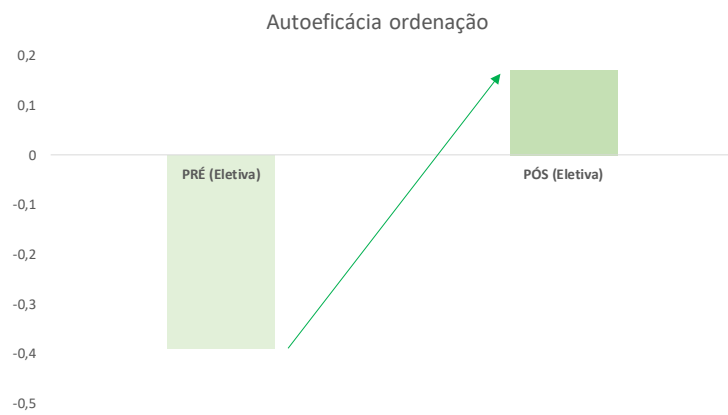 Autoeficácia ordenação
0,2
0,1
0
PRÉ (Eletiva)
PÓS (Eletiva)
-0,1
-0,2
-0,3
-0,4
-0,5